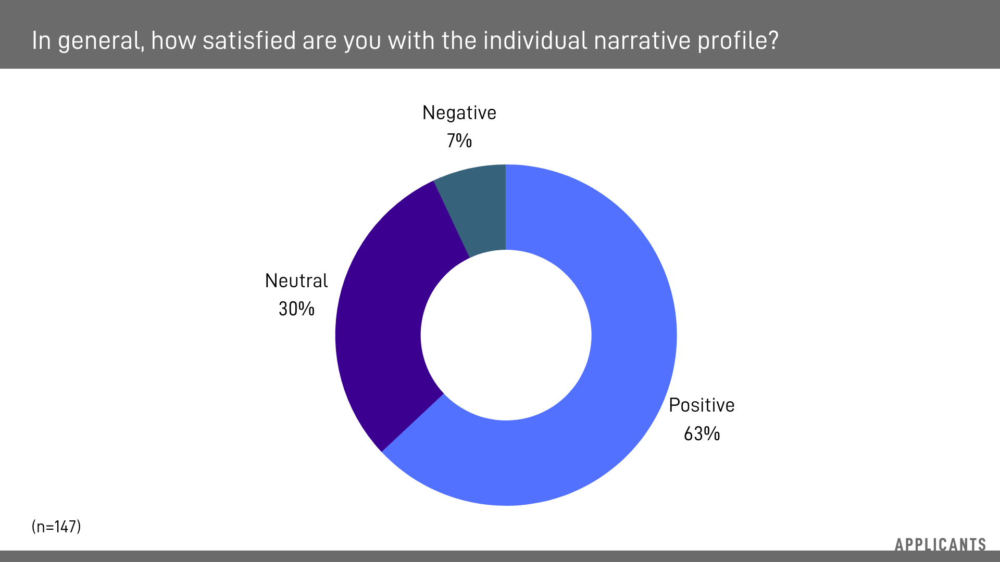 In general, how satisfied are you with the individual narrative profile?
Negative
7%
Neutral
30%
Positive
63%
(n=147)
APPLICANTS